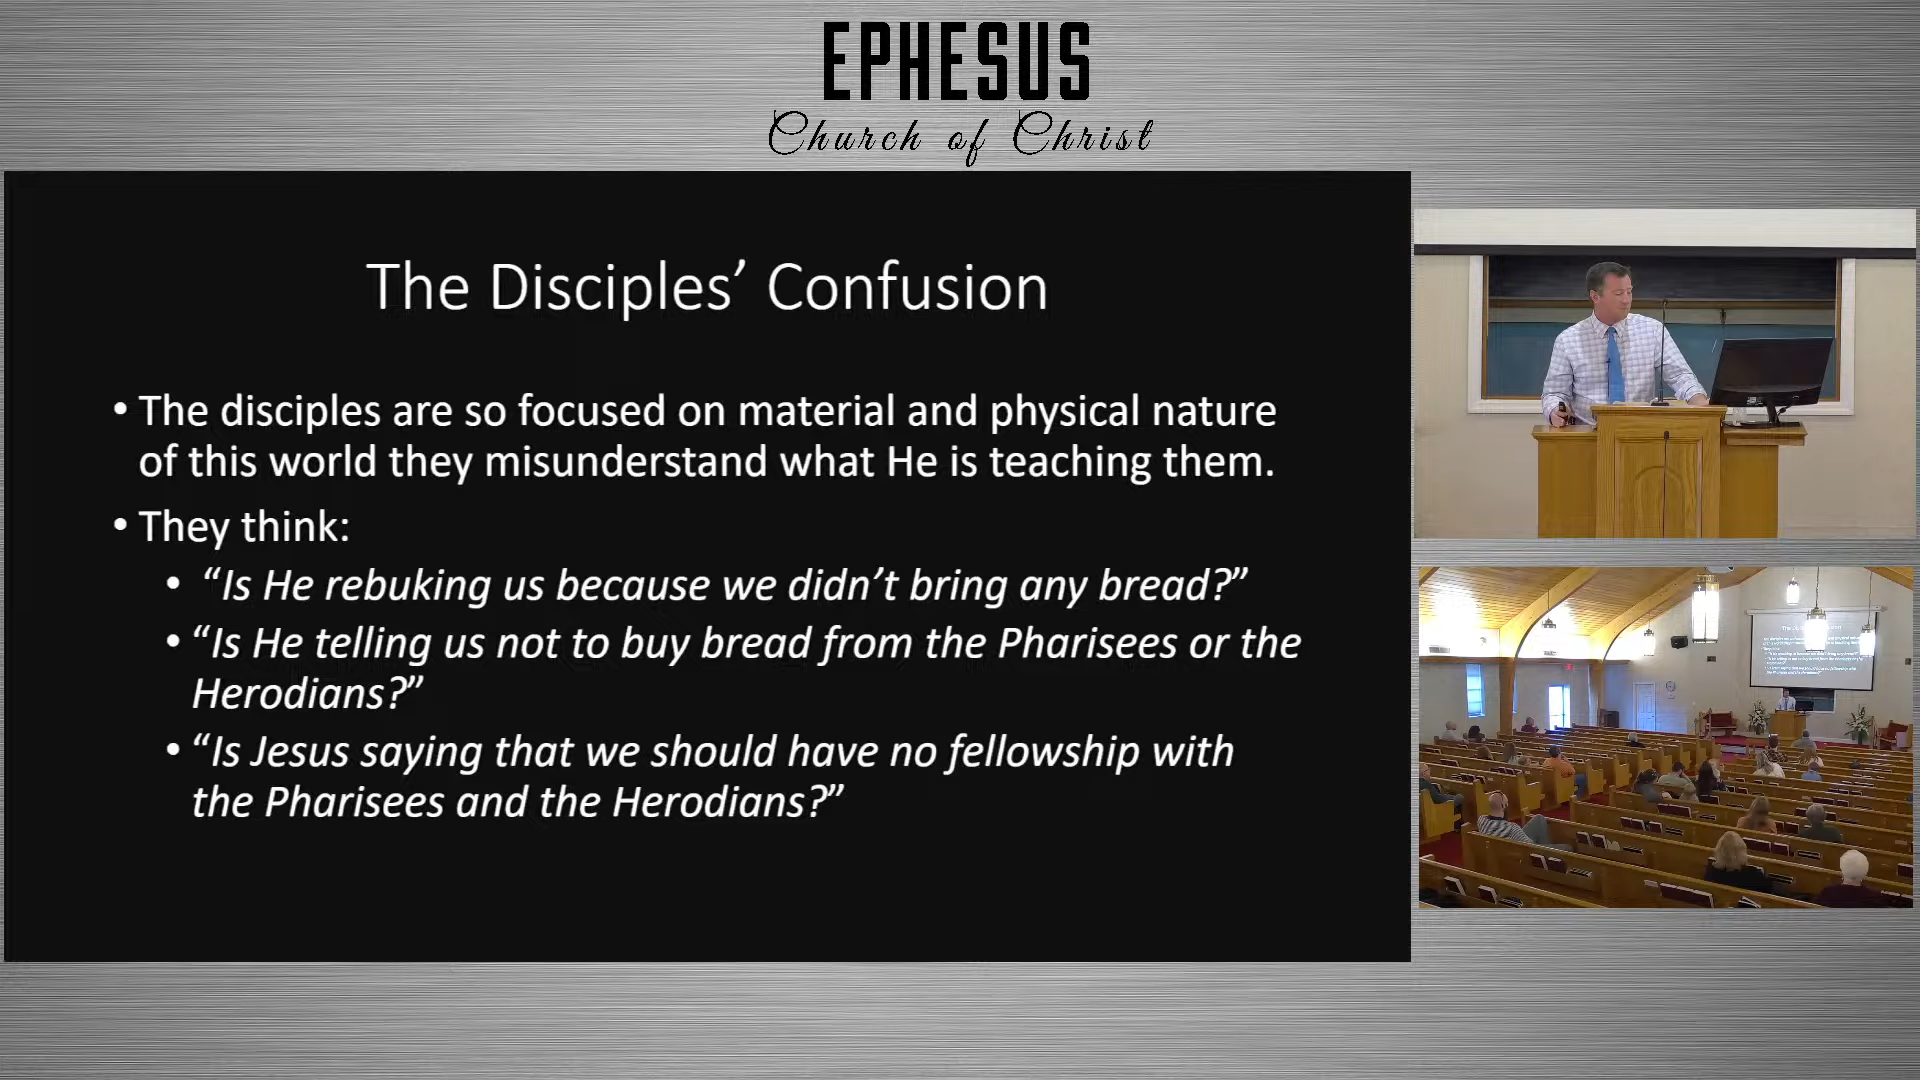 EPHESUS
Church of Christ
The Disciples’ Confusion
• The disciples are so focused on material and physical nature
of this world they misunderstand what He is teaching them.
• They think:
• “Is He rebuking us because we didn’t bring any bread?”
• “Is He telling us not to buy bread from the Pharisees or the
Herodians?”
• “Is Jesus saying that we should have no fellowship with
the Pharisees and the Herodians?”